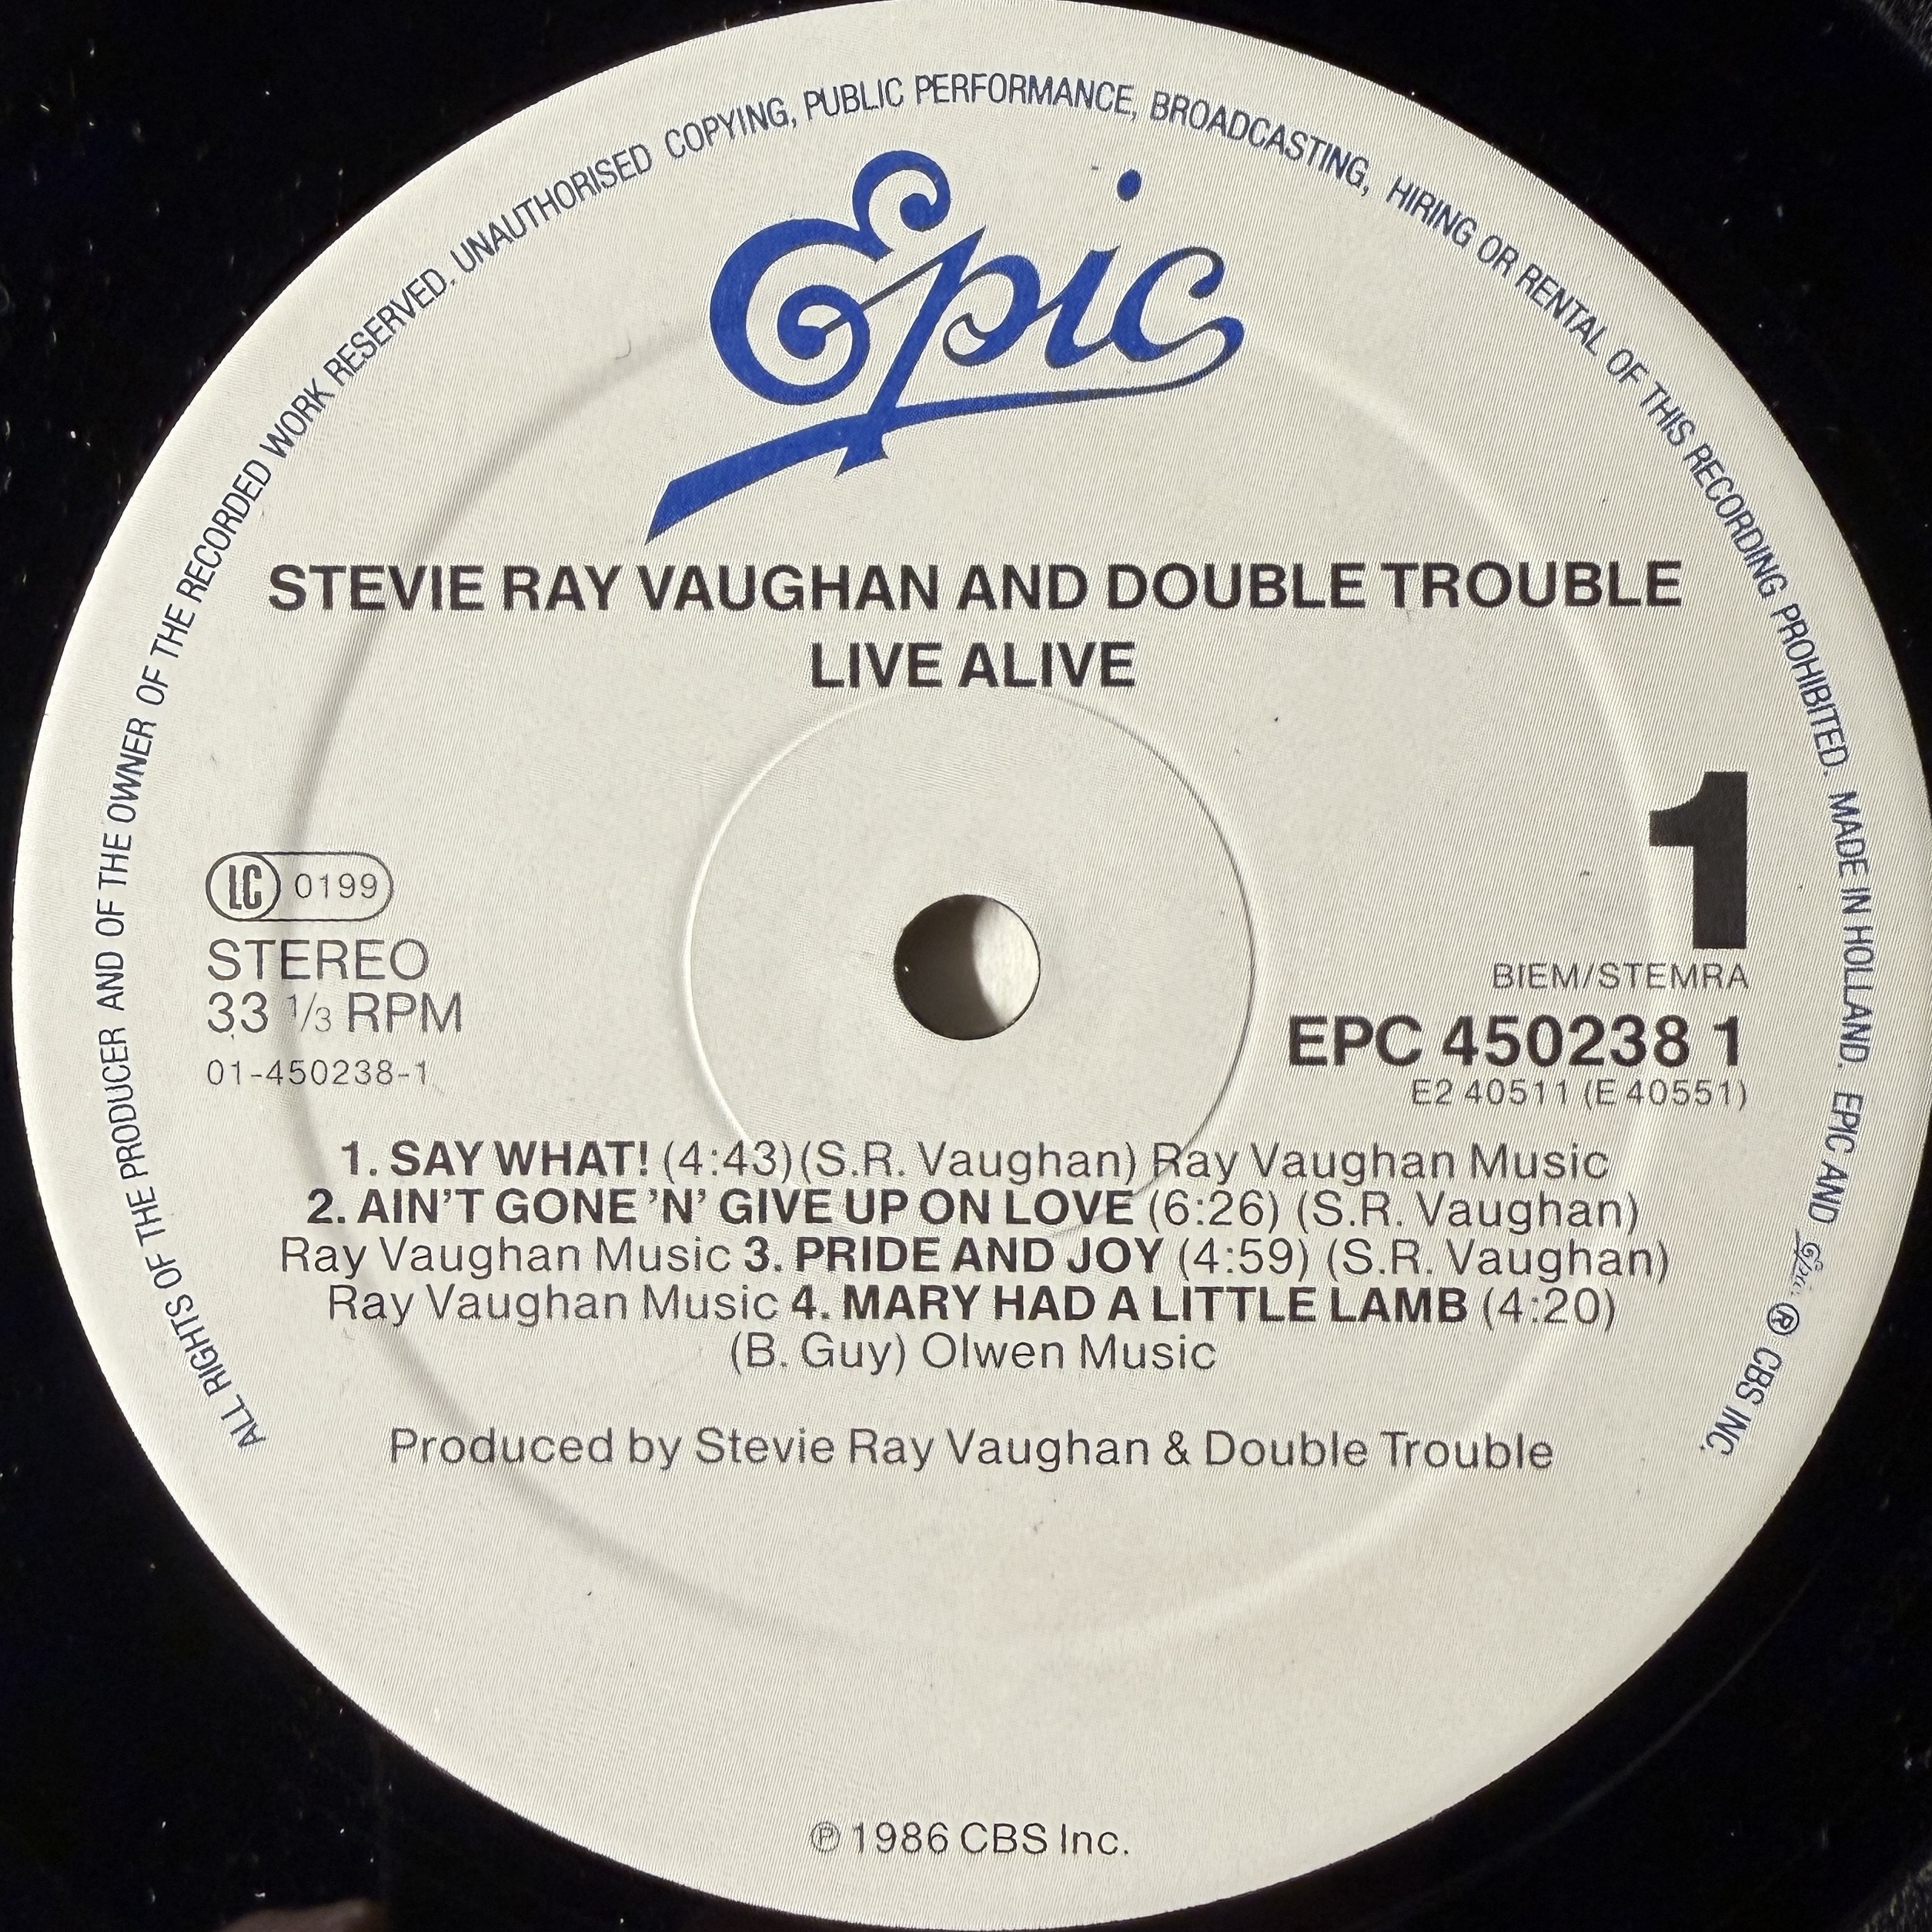 ALL RIGHTS OF THE PRODUCER AND OF THE OWNER OF THE RECORDED WORK RESERVED. UNAUTHORISED COPYING, PUBLIC PERFORMANCE, BROADCASTING, HIRING OR RENTAL OF THIS RECORDING PROHIBITED. MADE IN HOLLAND. EPIC AND Epic ® CBS INC.
Epic
STEVIE RAY VAUGHAN AND DOUBLE TROUBLE
LIVE ALIVE
1
LC 0199
STEREO
33 1/3 RPM
01-450238-1
BIEM/STEMRA
EPC 450238 1
E2 40511 (E 40551)
1. SAY WHAT! (4:43)(S.R. Vaughan) Ray Vaughan Music
2. AIN'T GONE 'N' GIVE UP ON LOVE (6:26) (S.R. Vaughan)
Ray Vaughan Music 3. PRIDE AND JOY (4:59) (S.R. Vaughan)
Ray Vaughan Music 4. MARY HAD A LITTLE LAMB (4:20)
(B. Guy) Olwen Music
Produced by Stevie Ray Vaughan & Double Trouble
℗ 1986 CBS Inc.